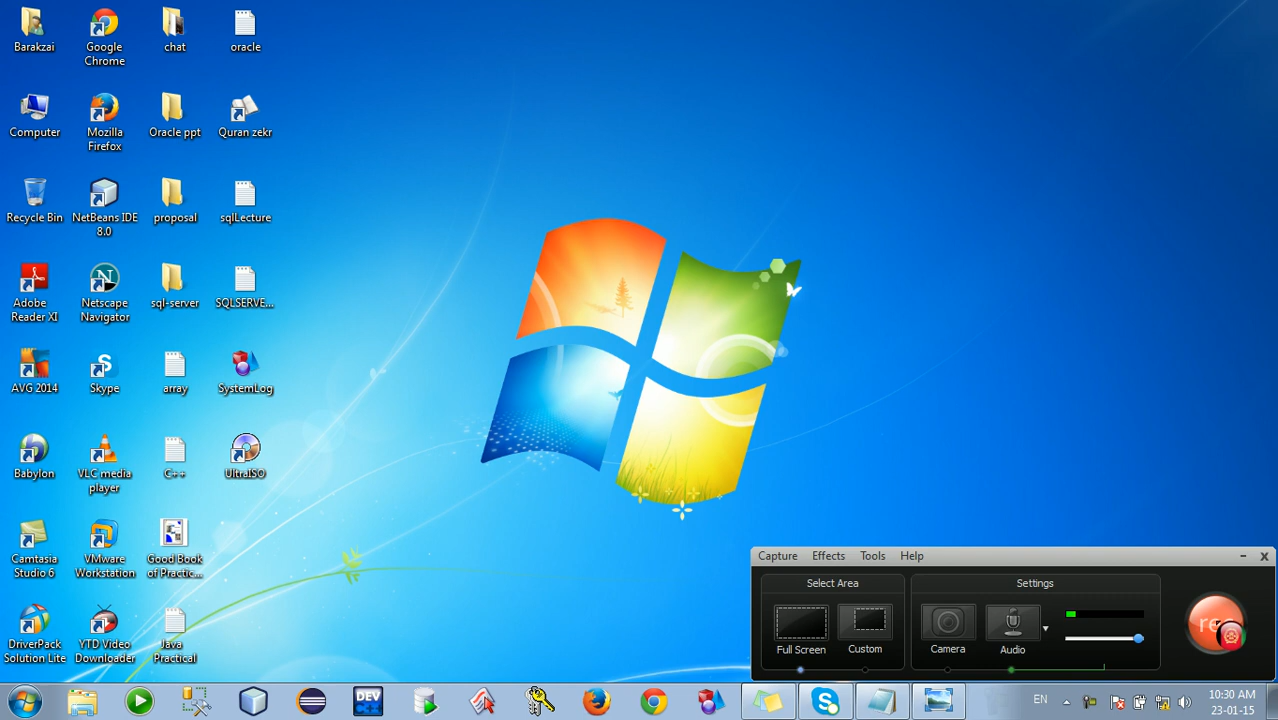 Barakzai
Google
Chrome
chat
oracle
Computer
Mozilla
Firefox
Oracle ppt
Quran zekr
Recycle Bin
NetBeans IDE
8.0
proposal
sqlLecture
Adobe
Reader XI
Netscape
Navigator
sql-server
SQLSERVE...
AVG 2014
Skype
array
SystemLog
Babylon
VLC media
player
C++
UltraISO
Camtasia
Studio 6
VMware
Workstation
Good Book
of Practic...
DriverPack
Solution Lite
YTD Video
Downloader
Java
Practical
Capture Effects Tools Help
Select Area
Settings
Full Screen
Custom
Camera
Audio
DEV
C++
EN
10:30 AM
23-01-15